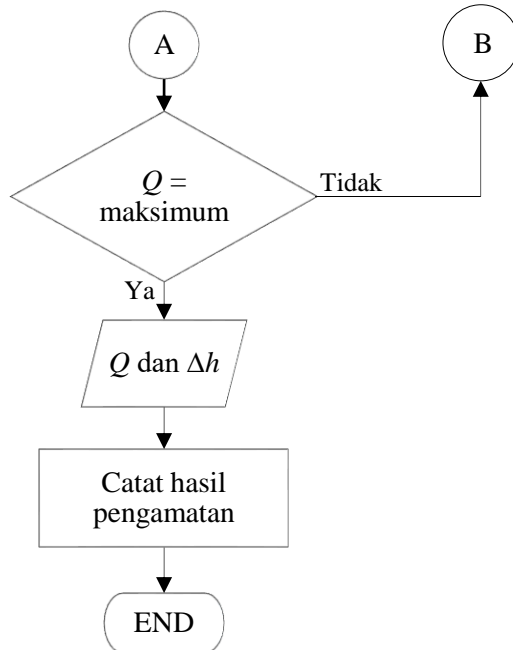 A
B
Q =
maksimum
Tidak
Ya
Q dan Δh
Catat hasil
pengamatan
END